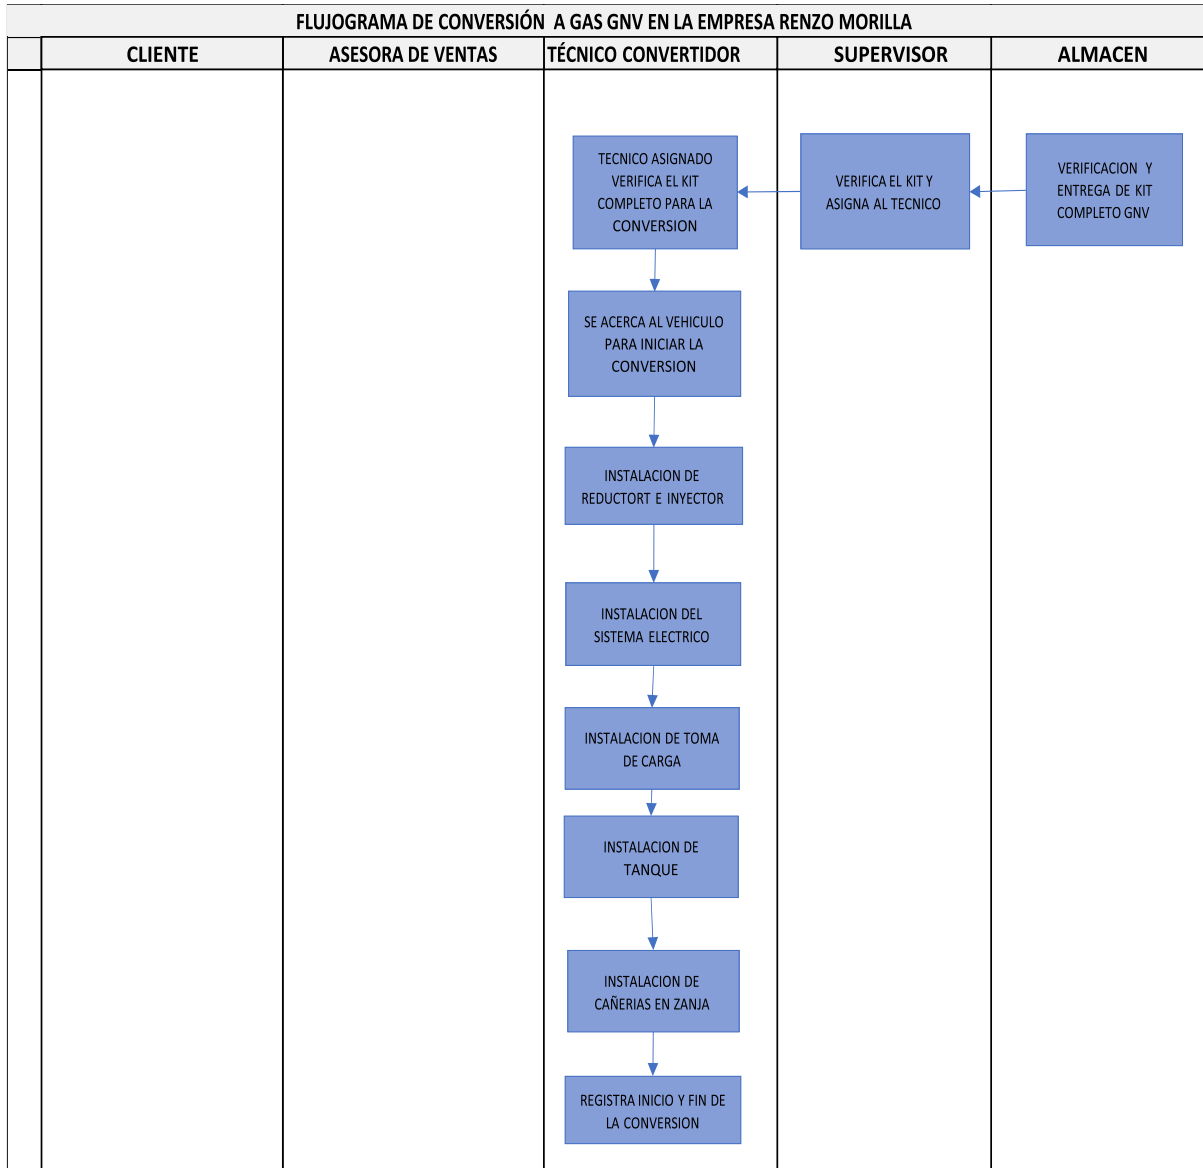 FLUJOGRAMA DE CONVERSIÓN A GAS GNV EN LA EMPRESA RENZO MORILLA
CLIENTE
ASESORA DE VENTAS
TÉCNICO CONVERTIDOR
SUPERVISOR
ALMACEN
TECNICO ASIGNADO
VERIFICA EL KIT
COMPLETO PARA LA
CONVERSION
VERIFICA EL KIT Y
ASIGNA AL TECNICO
VERIFICACION Y
ENTREGA DE KIT
COMPLETO GNV
SE ACERCA AL VEHICULO
PARA INICIAR LA
CONVERSION
INSTALACION DE
REDUCTORT E INYECTOR
INSTALACION DEL
SISTEMA ELECTRICO
INSTALACION DE TOMA
DE CARGA
INSTALACION DE
TANQUE
INSTALACION DE
CAÑERIAS EN ZANJA
REGISTRA INICIO Y FIN DE
LA CONVERSION